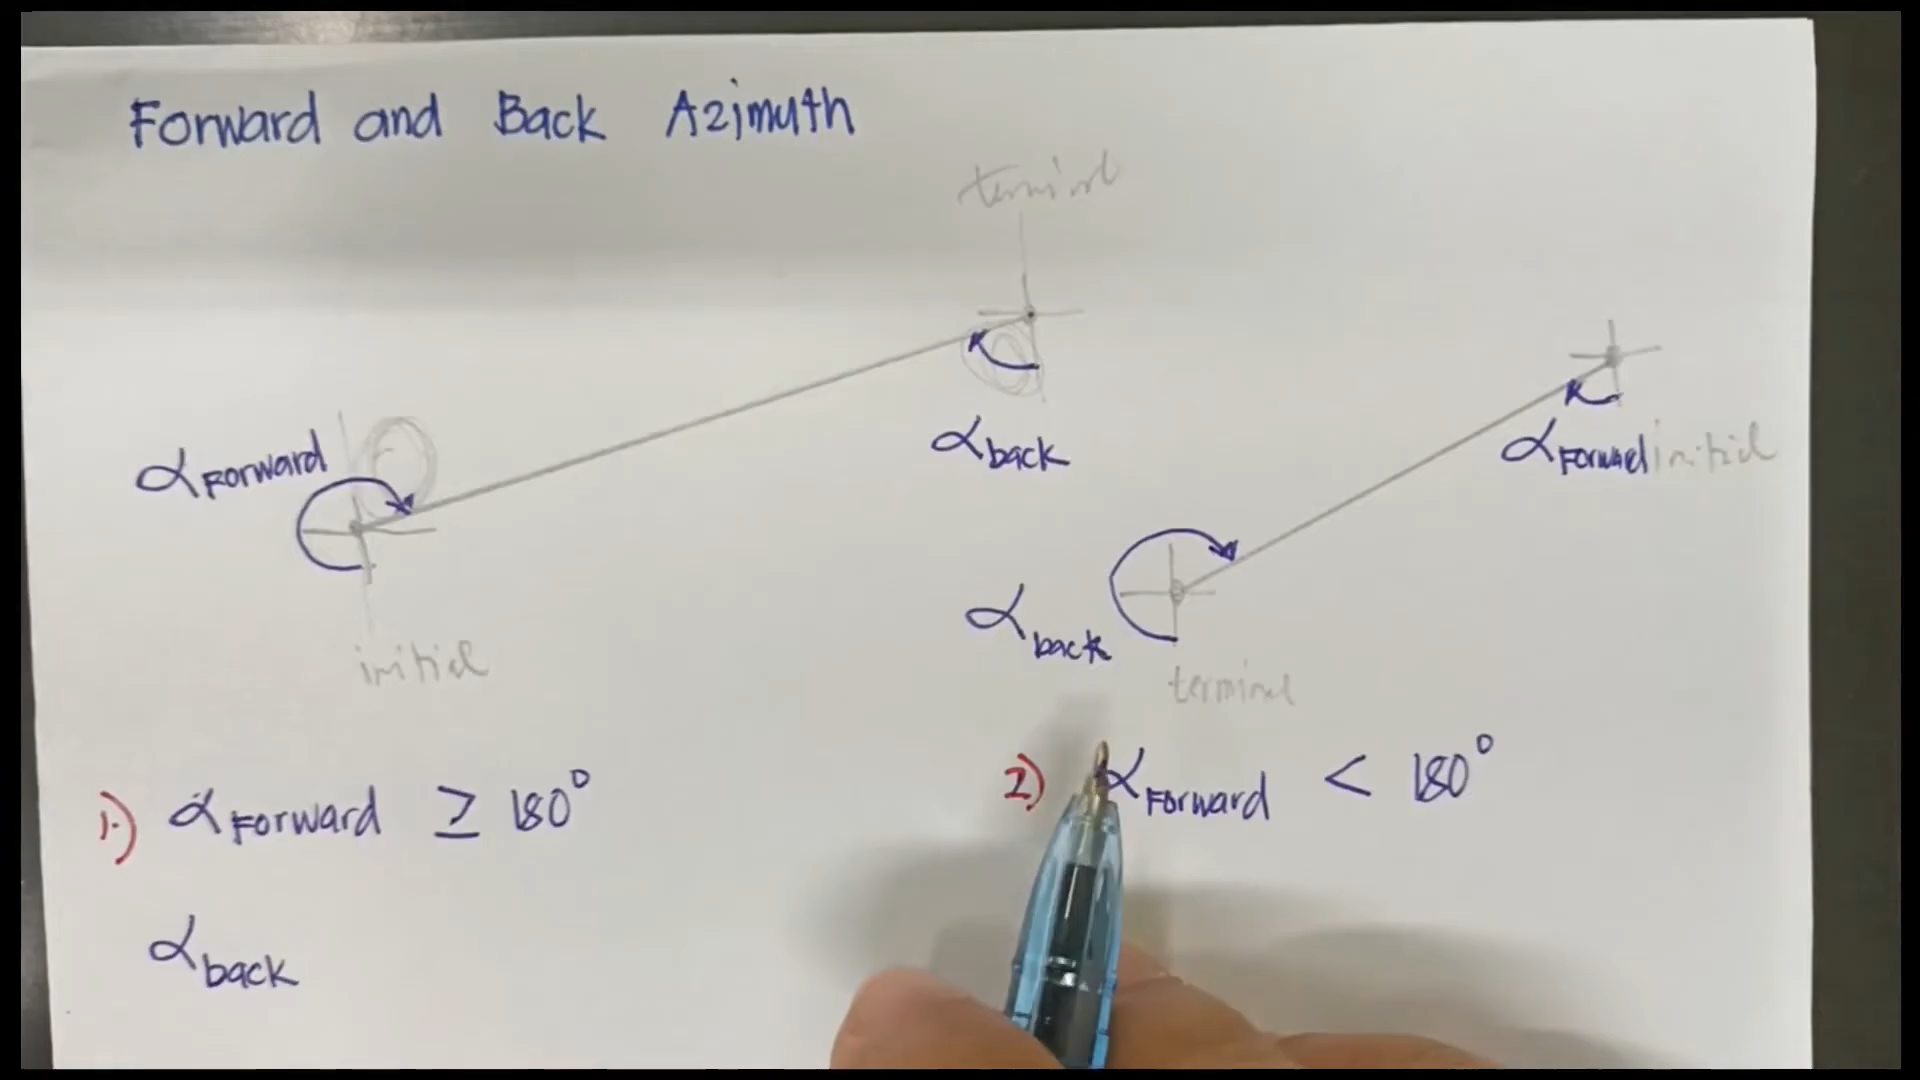 Forward and Back Azimuth
terminal
α Forward
α back
α Forward initial
α back
initial
terminal
1.) α Forward ≥ 180°
2) α Forward < 180°
α back